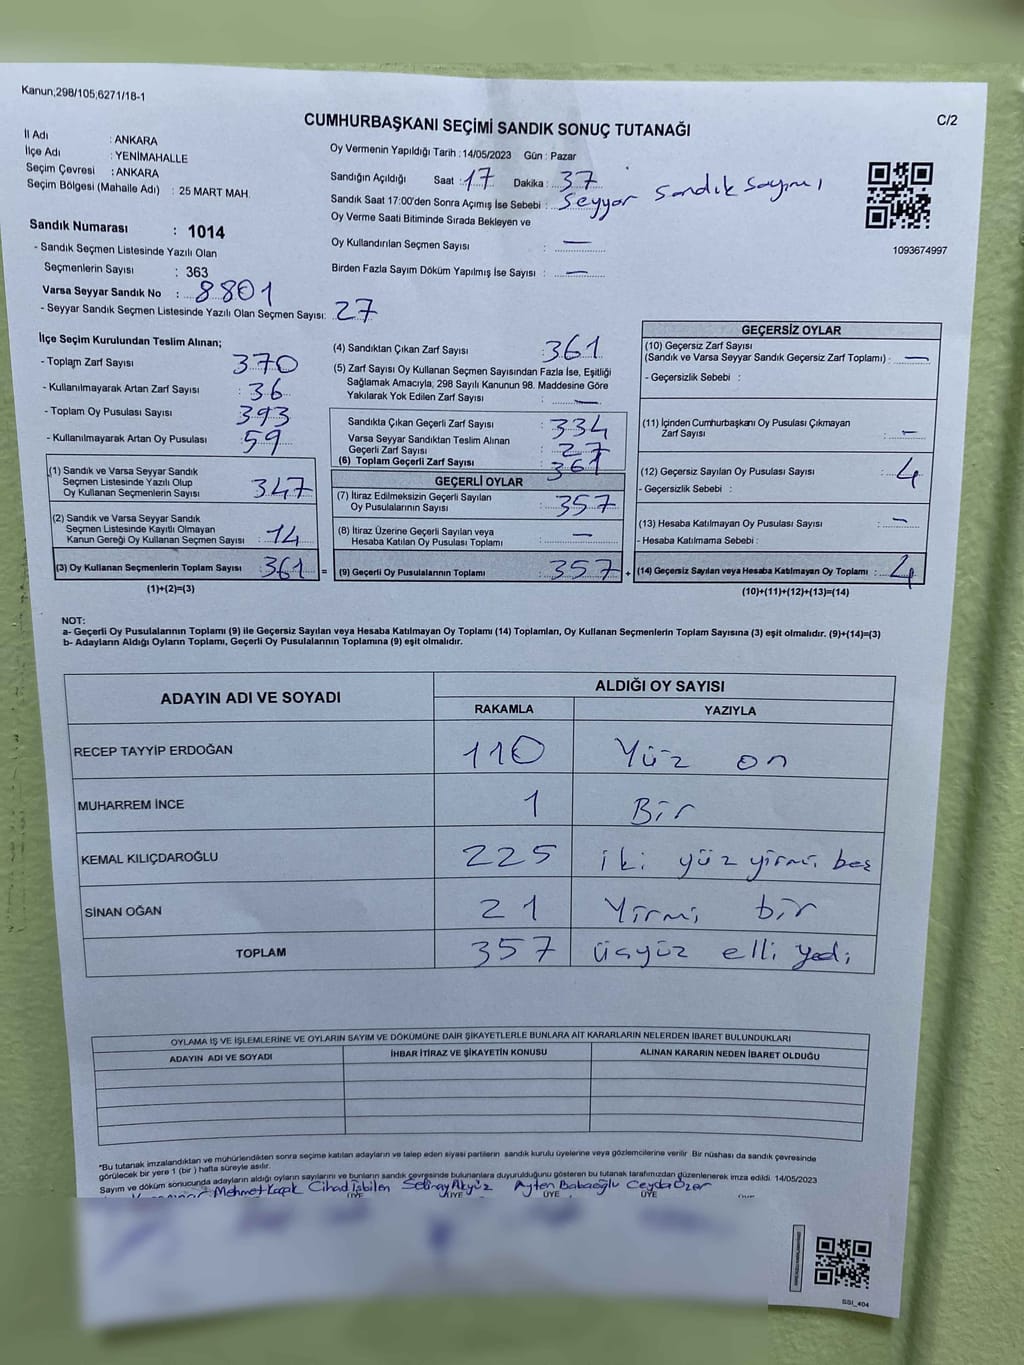 Kanun;298/105;6271/18-1
C/2
CUMHURBAŞKANI SEÇİMİ SANDIK SONUÇ TUTANAĞI
İl Adı : ANKARA
İlçe Adı : YENİMAHALLE
Seçim Çevresi : ANKARA
Seçim Bölgesi (Mahalle Adı) : 25 MART MAH.
Oy Vermenin Yapıldığı Tarih : 14/05/2023 Gün : Pazar
Sandığın Açıldığı Saat : 17 Dakika : 37
Sandık Saat 17:00'den Sonra Açımış İse Sebebi : Seyyar Sandık Sayımı
Oy Verme Saati Bitiminde Sırada Bekleyen ve
Oy Kullandırılan Seçmen Sayısı : —
Birden Fazla Sayım Döküm Yapılmış İse Sayısı : —
1093674997
Sandık Numarası : 1014
- Sandık Seçmen Listesinde Yazılı Olan
Seçmenlerin Sayısı : 363
Varsa Seyyar Sandık No : 8801
- Seyyar Sandık Seçmen Listesinde Yazılı Olan Seçmen Sayısı: 27
İlçe Seçim Kurulundan Teslim Alınan;
- Toplam Zarf Sayısı : 370
- Kullanılmayarak Artan Zarf Sayısı : 36
- Toplam Oy Pusulası Sayısı : 393
- Kullanılmayarak Artan Oy Pusulası : 59
(1) Sandık ve Varsa Seyyar Sandık
Seçmen Listesinde Yazılı Olup
Oy Kullanan Seçmenlerin Sayısı : 347
(2) Sandık ve Varsa Seyyar Sandık
Seçmen Listesinde Kayıtlı Olmayan
Kanun Gereği Oy Kullanan Seçmen Sayısı : 14
(3) Oy Kullanan Seçmenlerin Toplam Sayısı : 361 =
(1)+(2)=(3)
(4) Sandıktan Çıkan Zarf Sayısı : 361
(5) Zarf Sayısı Oy Kullanan Seçmen Sayısından Fazla İse, Eşitliği
Sağlamak Amacıyla, 298 Sayılı Kanunun 98. Maddesine Göre
Yakılarak Yok Edilen Zarf Sayısı : —
Sandıkta Çıkan Geçerli Zarf Sayısı : 334
Varsa Seyyar Sandıktan Teslim Alınan
Geçerli Zarf Sayısı : 27
(6) Toplam Geçerli Zarf Sayısı : 361
GEÇERLİ OYLAR
(7) İtiraz Edilmeksizin Geçerli Sayılan
Oy Pusulalarının Sayısı : 357
(8) İtiraz Üzerine Geçerli Sayılan veya
Hesaba Katılan Oy Pusulası Toplamı : —
(9) Geçerli Oy Pusulalarının Toplamı : 357 +
GEÇERSİZ OYLAR
(10) Geçersiz Zarf Sayısı
(Sandık ve Varsa Seyyar Sandık Geçersiz Zarf Toplamı) : —
- Geçersizlik Sebebi :
(11) İçinden Cumhurbaşkanı Oy Pusulası Çıkmayan
Zarf Sayısı : —
(12) Geçersiz Sayılan Oy Pusulası Sayısı : 4
- Geçersizlik Sebebi :
(13) Hesaba Katılmayan Oy Pusulası Sayısı : —
- Hesaba Katılmama Sebebi :
(14) Geçersiz Sayılan veya Hesaba Katılmayan Oy Toplamı : 4
(10)+(11)+(12)+(13)=(14)
NOT:
a- Geçerli Oy Pusulalarının Toplamı (9) ile Geçersiz Sayılan veya Hesaba Katılmayan Oy Toplamı (14) Toplamları, Oy Kullanan Seçmenlerin Toplam Sayısına (3) eşit olmalıdır. (9)+(14)=(3)
b- Adayların Aldığı Oyların Toplamı, Geçerli Oy Pusulalarının Toplamına (9) eşit olmalıdır.
ADAYIN ADI VE SOYADI
ALDIĞI OY SAYISI
RAKAMLA YAZIYLA
RECEP TAYYİP ERDOĞAN 110 Yüz on
MUHARREM İNCE 1 Bir
KEMAL KILIÇDAROĞLU 225 iki yüz yirmi beş
SİNAN OĞAN 21 Yirmi bir
TOPLAM 357 üçyüz elli yedi
OYLAMA İŞ VE İŞLEMLERİNE VE OYLARIN SAYIM VE DÖKÜMÜNE DAİR ŞİKAYETLERLE BUNLARA AİT KARARLARIN NELERDEN İBARET BULUNDUKLARI
ADAYIN ADI VE SOYADI İHBAR İTİRAZ VE ŞİKAYETİN KONUSU ALINAN KARARIN NEDEN İBARET OLDUĞU
*Bu tutanak imzalandıktan ve mühürlendikten sonra seçime katılan adayların ve talep eden siyasi partilerin sandık kurulu üyelerine veya gözlemcilerine verilir. Bir nüshası da sandık çevresinde
görülecek bir yere 1 (bir) hafta süreyle asılır.
Sayım ve döküm sonucunda adayların aldığı oyların sayılarını ve bunların sandık çevresinde bulunanlara duyurulduğunu gösteren bu tutanak tarafımızdan düzenlenerek imza edildi. 14/05/2023
Mehmet Kapk Cihad İşbilen Selinay Akyüz Ayten Babaoğlu Ceyda Özer
ÜYE ÜYE ÜYE ÜYE
SSI_404